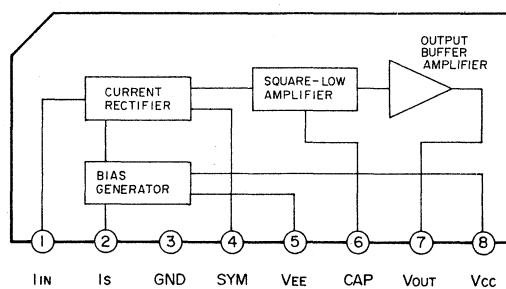 OUTPUT
BUFFER
AMPLIFIER
CURRENT
RECTIFIER
SQUARE-LOW
AMPLIFIER
BIAS
GENERATOR
1 2 3 4 5 6 7 8
IIN IS GND SYM VEE CAP VOUT VCC